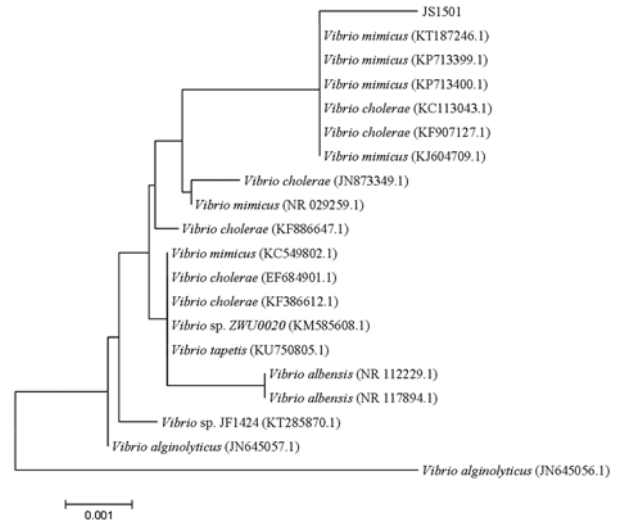 JS1501
Vibrio mimicus (KT187246.1)
Vibrio mimicus (KP713399.1)
Vibrio mimicus (KP713400.1)
Vibrio cholerae (KC113043.1)
Vibrio cholerae (KF907127.1)
Vibrio mimicus (KJ604709.1)
Vibrio cholerae (JN873349.1)
Vibrio mimicus (NR 029259.1)
Vibrio cholerae (KF886647.1)
Vibrio mimicus (KC549802.1)
Vibrio cholerae (EF684901.1)
Vibrio cholerae (KF386612.1)
Vibrio sp. ZWU0020 (KM585608.1)
Vibrio tapetis (KU750805.1)
Vibrio albensis (NR 112229.1)
Vibrio albensis (NR 117894.1)
Vibrio sp. JF1424 (KT285870.1)
Vibrio alginolyticus (JN645057.1)
Vibrio alginolyticus (JN645056.1)
0.001